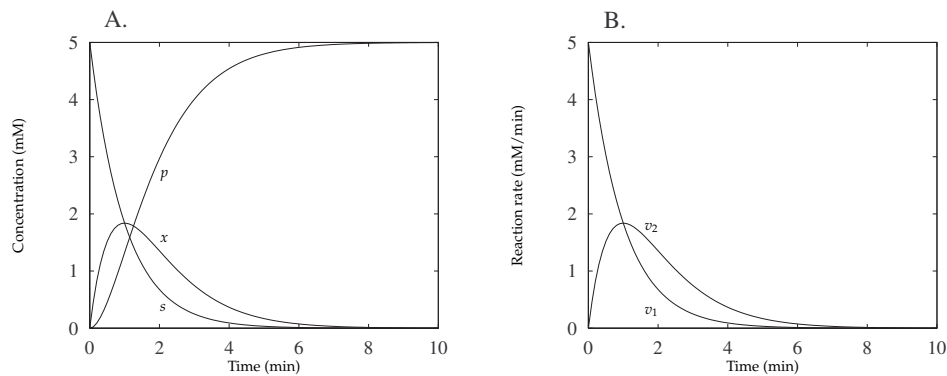 A.
5
4
3
2
1
0
Concentration (mM)
p
x
s
0 2 4 6 8 10
Time (min)
B.
5
4
3
2
1
0
Reaction rate (mM/min)
v2
v1
0 2 4 6 8 10
Time (min)